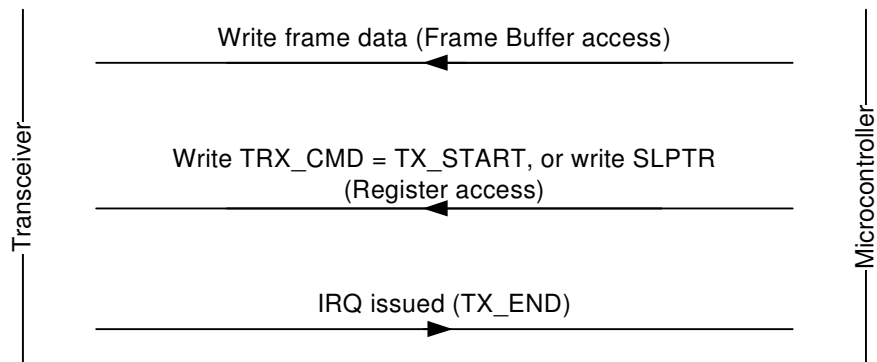 Write frame data (Frame Buffer access)
Write TRX_CMD = TX_START, or write SLPTR
(Register access)
IRQ issued (TX_END)
Transceiver
Microcontroller